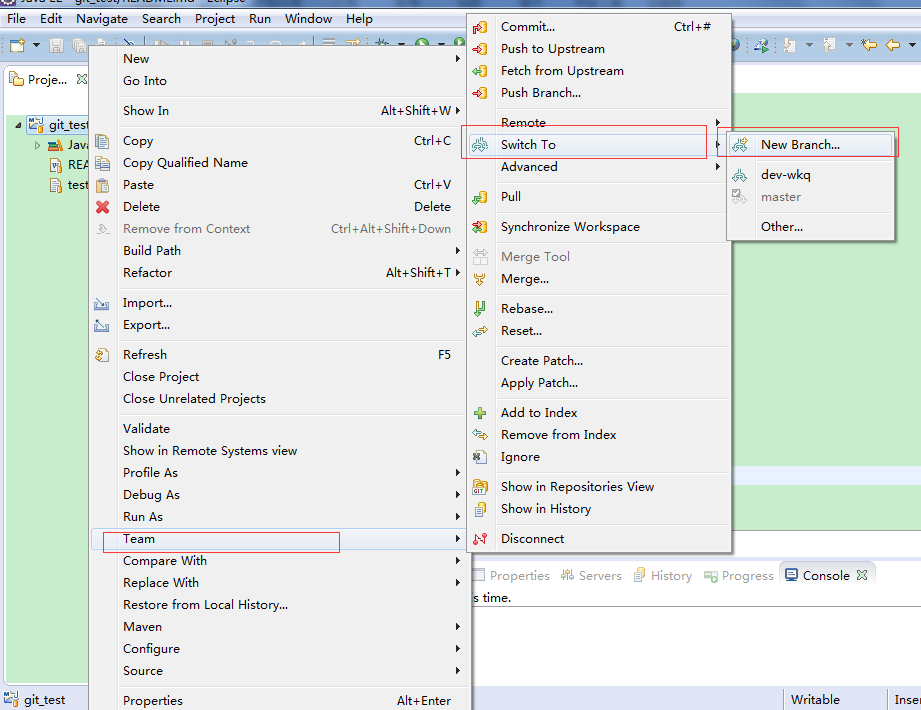 git_test/README.md - Eclipse
File Edit Navigate Search Project Run Window Help
Proje...
git_test
Java
REA
test
New
Go Into
Show In Alt+Shift+W
Copy Ctrl+C
Copy Qualified Name
Paste Ctrl+V
Delete Delete
Remove from Context Ctrl+Alt+Shift+Down
Build Path
Refactor Alt+Shift+T
Import...
Export...
Refresh F5
Close Project
Close Unrelated Projects
Validate
Show in Remote Systems view
Profile As
Debug As
Run As
Team
Compare With
Replace With
Restore from Local History...
Maven
Configure
Source
Properties Alt+Enter
Commit... Ctrl+#
Push to Upstream
Fetch from Upstream
Push Branch...
Remote
Switch To
Advanced
Pull
Synchronize Workspace
Merge Tool
Merge...
Rebase...
Reset...
Create Patch...
Apply Patch...
Add to Index
Remove from Index
Ignore
Show in Repositories View
Show in History
Disconnect
New Branch...
dev-wkq
master
Other...
Properties Servers History Progress Console
s time.
git_test Writable Inser